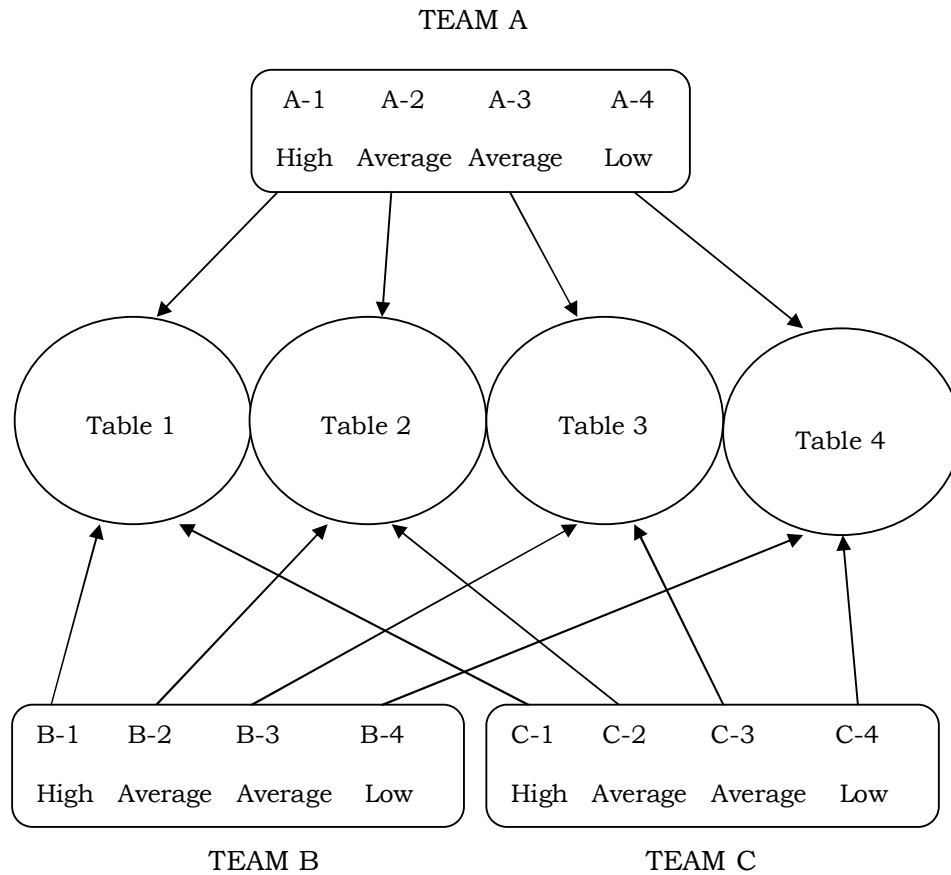 TEAM A
A-1 A-2 A-3 A-4
High Average Average Low
Table 1 Table 2 Table 3 Table 4
B-1 B-2 B-3 B-4
High Average Average Low
C-1 C-2 C-3 C-4
High Average Average Low
TEAM B
TEAM C